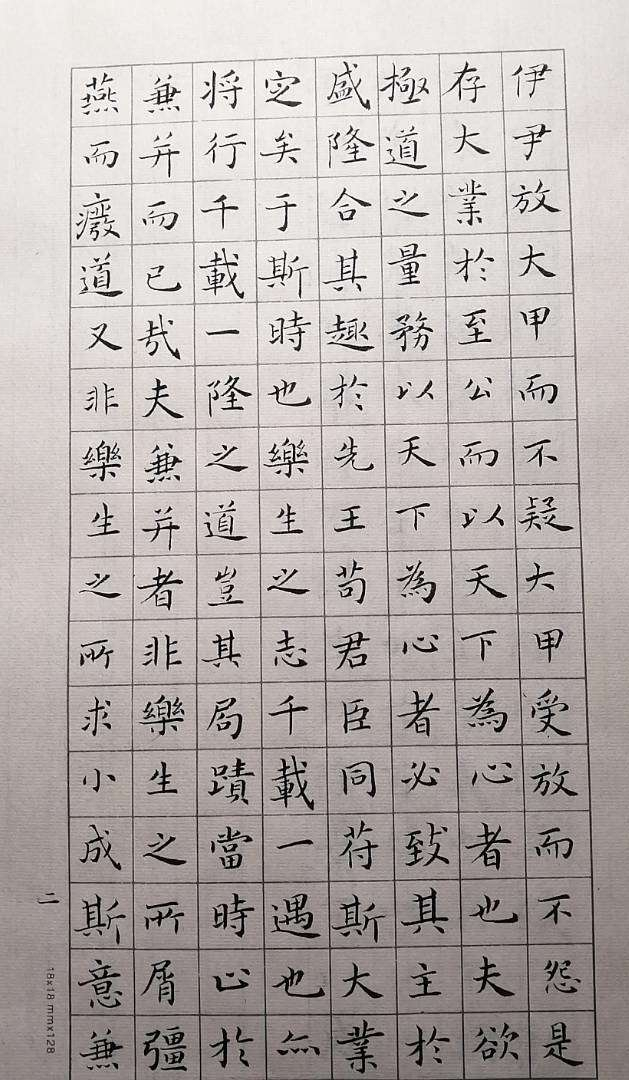 伊尹放大甲而不疑大甲受放而不怨是
存大業於至公而以天下為心者也夫欲
極道之量務以天下為心者必致其主於
盛隆合其趣於先王苟君臣同苻斯大業
定矣于斯時也樂生之志千載一遇也亦
将行千載一隆之道豈其局蹟當時止於
兼并而已㢤夫兼并者非樂生之所屑彊
燕而廢道又非樂生之所求小成斯意兼
二
18x18 mmx128